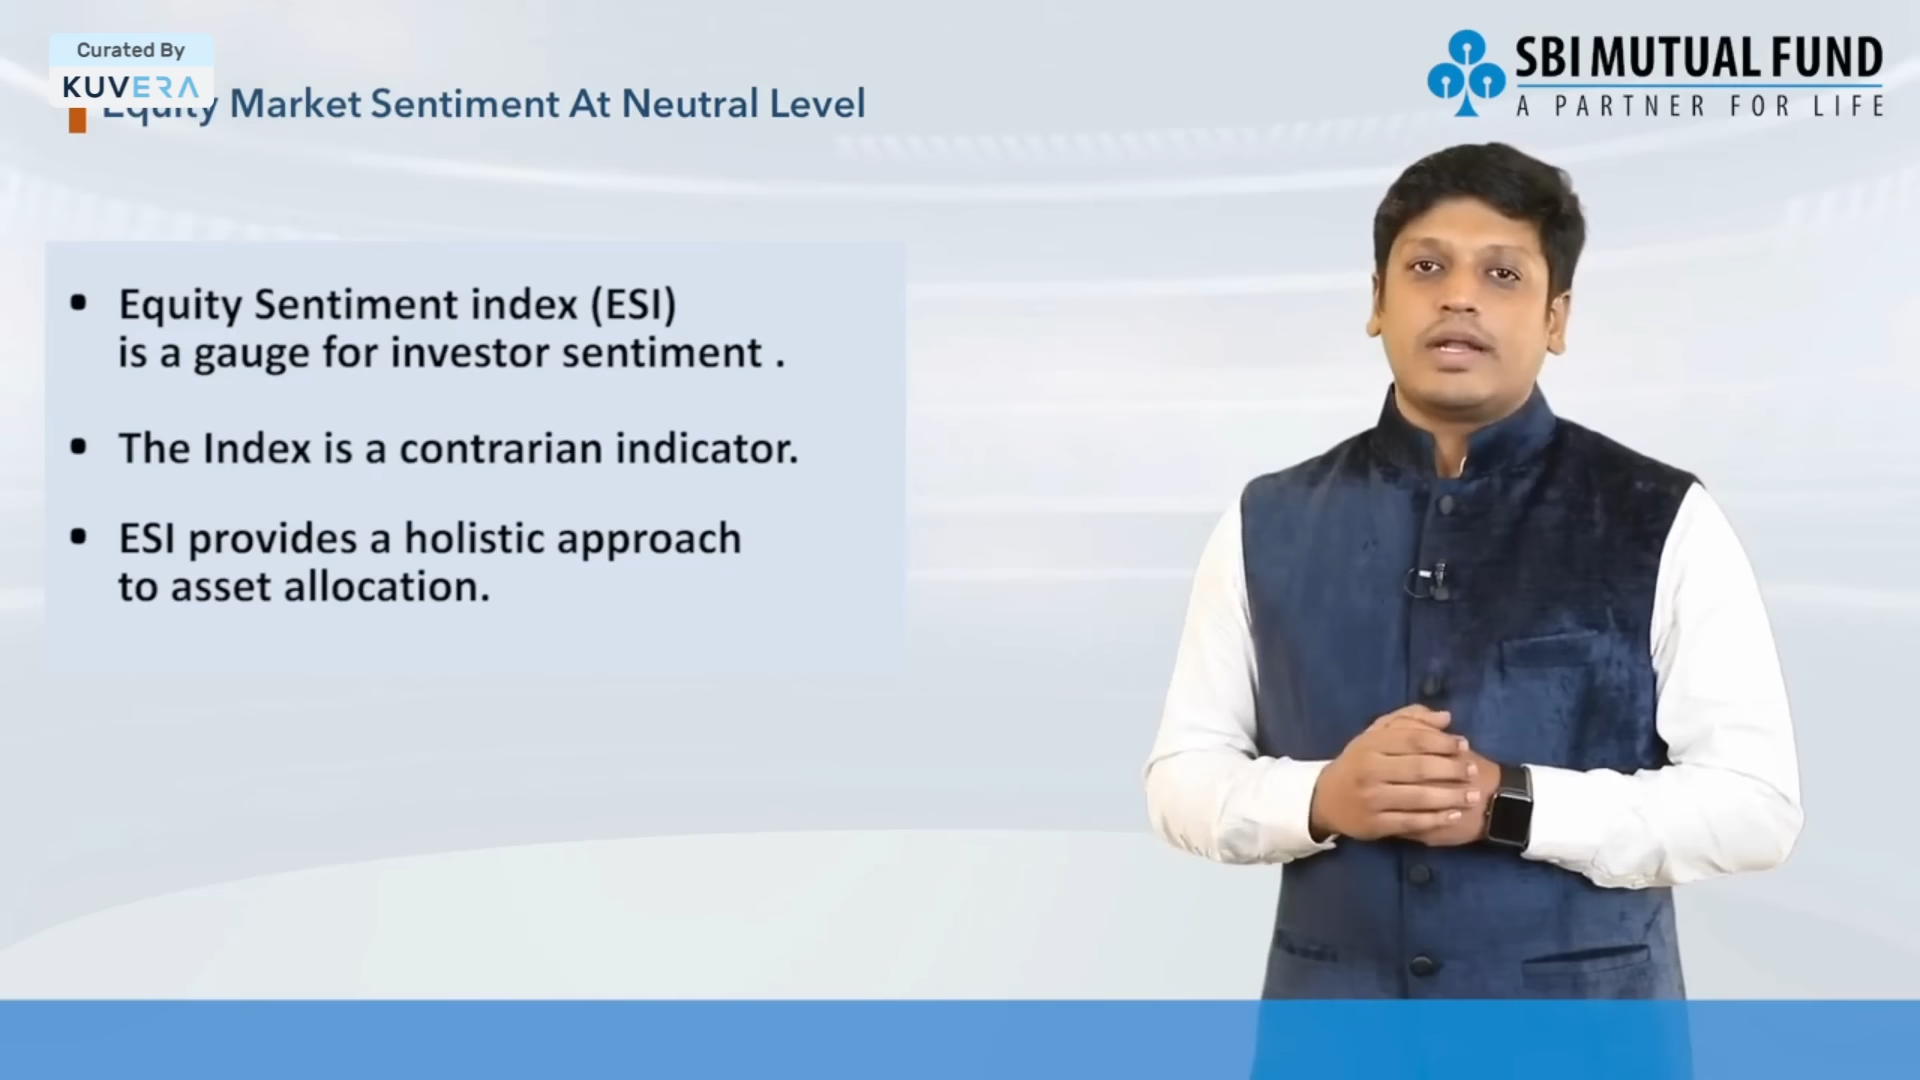 Curated By
KUVERA
Equity Market Sentiment At Neutral Level
SBI MUTUAL FUND
A PARTNER FOR LIFE
• Equity Sentiment index (ESI)
is a gauge for investor sentiment .
• The Index is a contrarian indicator.
• ESI provides a holistic approach
to asset allocation.